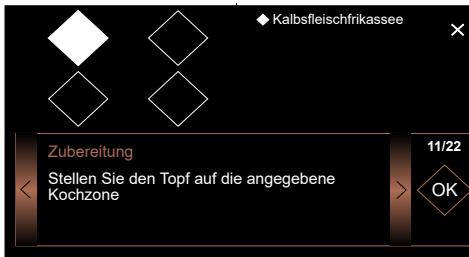 Kalbsfleischfrikassee
Zubereitung
11/22
Stellen Sie den Topf auf die angegebene
Kochzone
OK